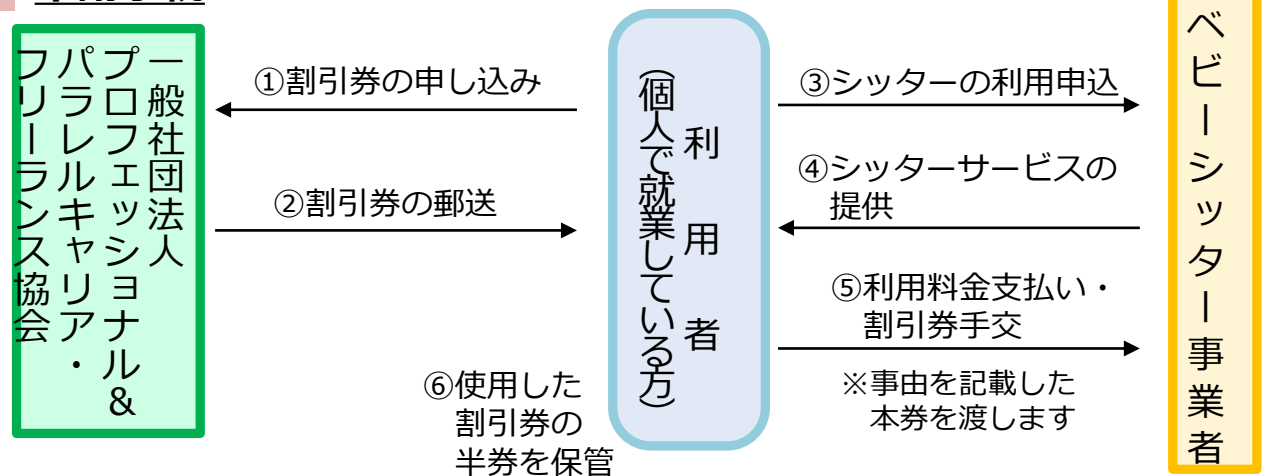 一般社団法人
プロフェッショナル&
パラレルキャリア・
フリーランス協会
①割引券の申し込み
②割引券の郵送
利用者
(個人で就業している方)
③シッターの利用申込
④シッターサービスの
提供
⑤利用料金支払い・
割引券手交
※事由を記載した
本券を渡します
⑥使用した
割引券の
半券を保管
ベビーシッター事業者